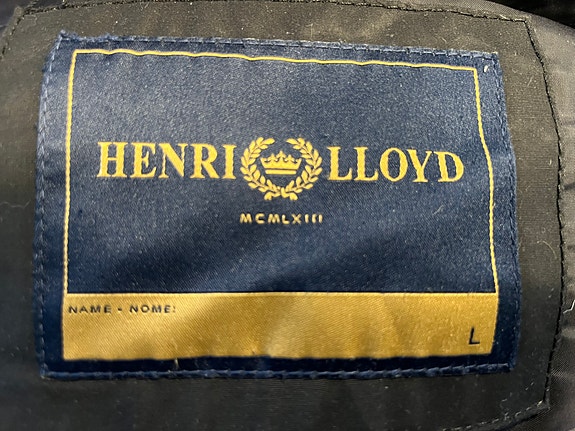 HENRI LLOYD
MCMLXIII
NAME - NOME:
L